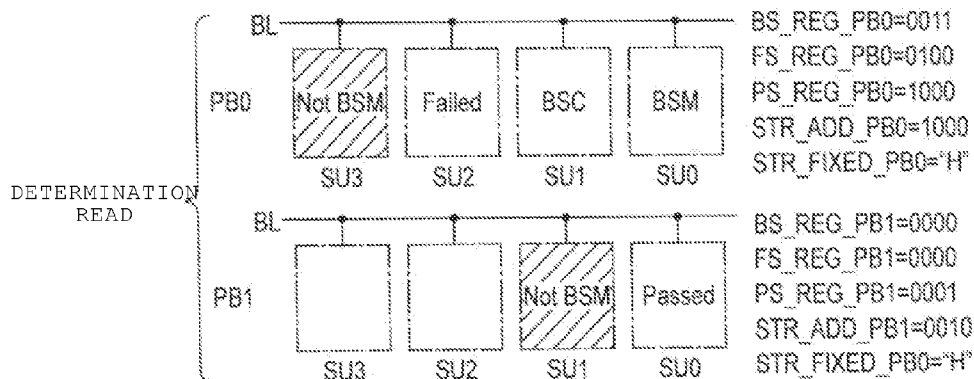 BL
BS_REG_PB0=0011
FS_REG_PB0=0100
PB0
Not BSM
Failed
BSC
BSM
PS_REG_PB0=1000
STR_ADD_PB0=1000
SU3
SU2
SU1
SU0
STR_FIXED_PB0="H"
DETERMINATION
READ
BL
BS_REG_PB1=0000
FS_REG_PB1=0000
PB1
Not BSM
Passed
PS_REG_PB1=0001
STR_ADD_PB1=0010
SU3
SU2
SU1
SU0
STR_FIXED_PB0="H"